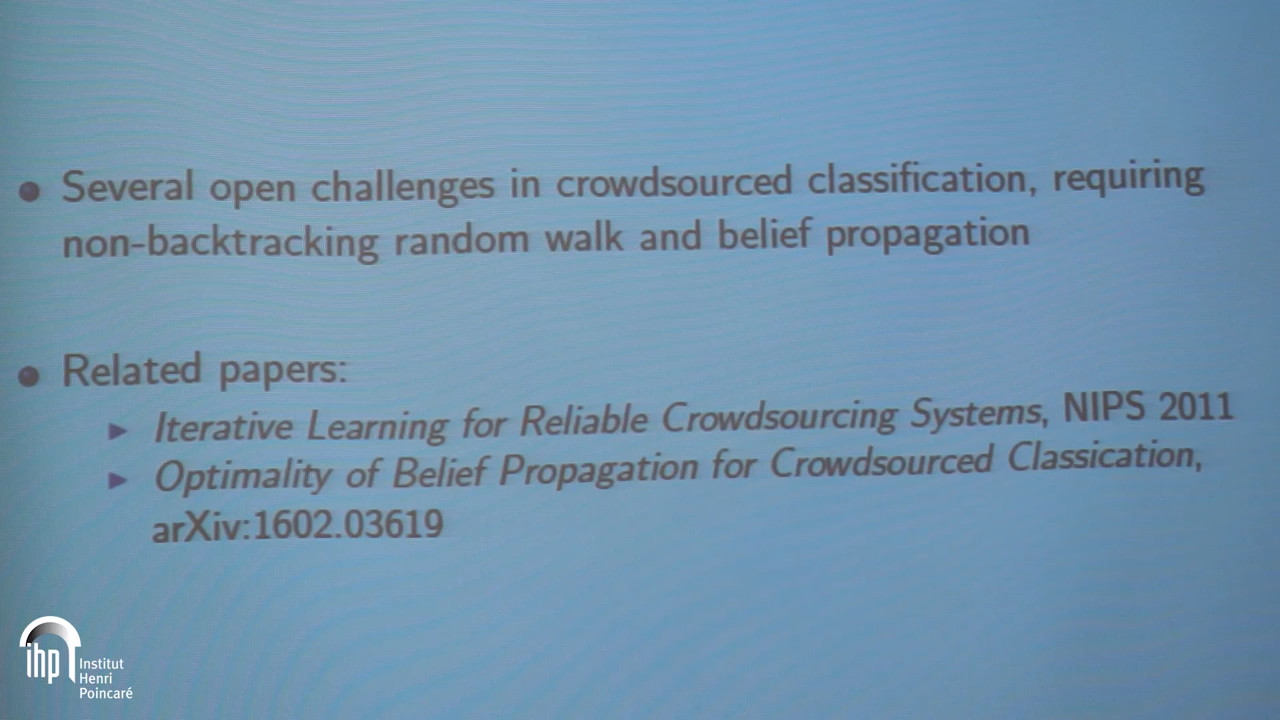 Several open challenges in crowdsourced classification, requiring
non-backtracking random walk and belief propagation
Related papers:
Iterative Learning for Reliable Crowdsourcing Systems, NIPS 2011
Optimality of Belief Propagation for Crowdsourced Classication,
arXiv:1602.03619
ihp
Institut
Henri
Poincaré